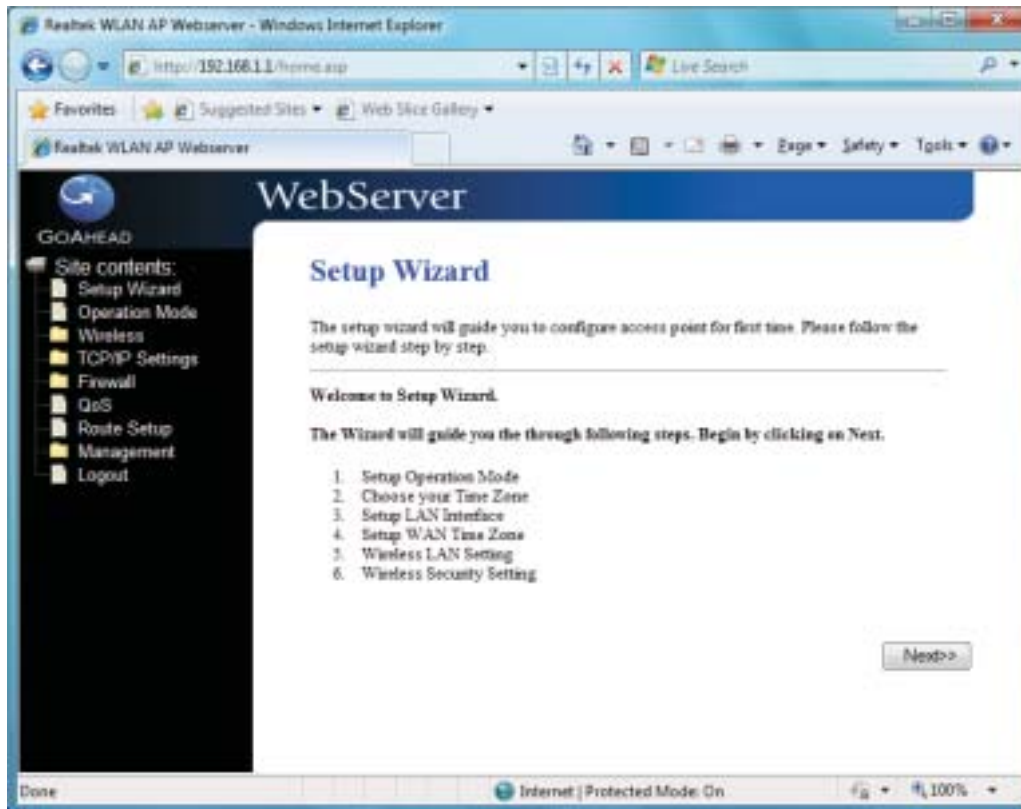 Realtek WLAN AP Webserver - Windows Internet Explorer
http://192.168.1.1/home.asp
Live Search
Favorites Suggested Sites Web Slice Gallery
Realtek WLAN AP Webserver
Page Safety Tools
GOAHEAD
WebServer
Site contents:
Setup Wizard
Operation Mode
Wireless
TCP/IP Settings
Firewall
QoS
Route Setup
Management
Logout
Setup Wizard
The setup wizard will guide you to configure access point for first time. Please follow the
setup wizard step by step.
Welcome to Setup Wizard.
The Wizard will guide you the through following steps. Begin by clicking on Next.
1. Setup Operation Mode
2. Choose your Time Zone
3. Setup LAN Interface
4. Setup WAN Time Zone
5. Wireless LAN Setting
6. Wireless Security Setting
Next>>
Done
Internet | Protected Mode: On
100%